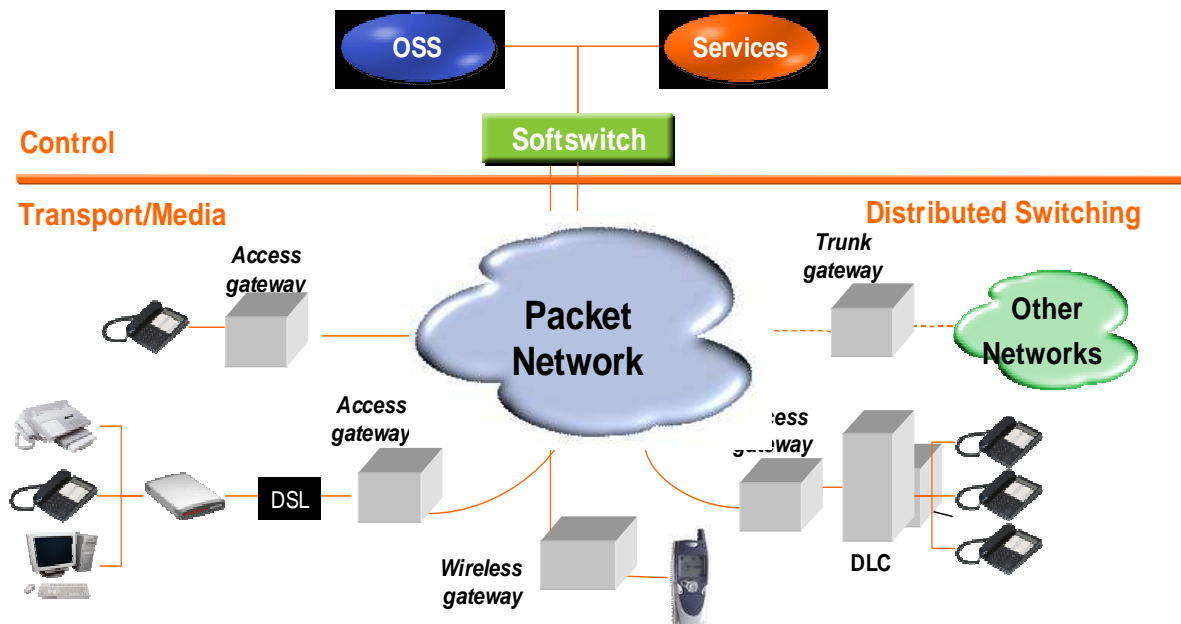 OSS
Services
Softswitch
Control
Transport/Media
Distributed Switching
Access
gateway
Trunk
gateway
Packet
Network
Other
Networks
Access
gateway
gateway
DSL
DLC
Wireless
gateway